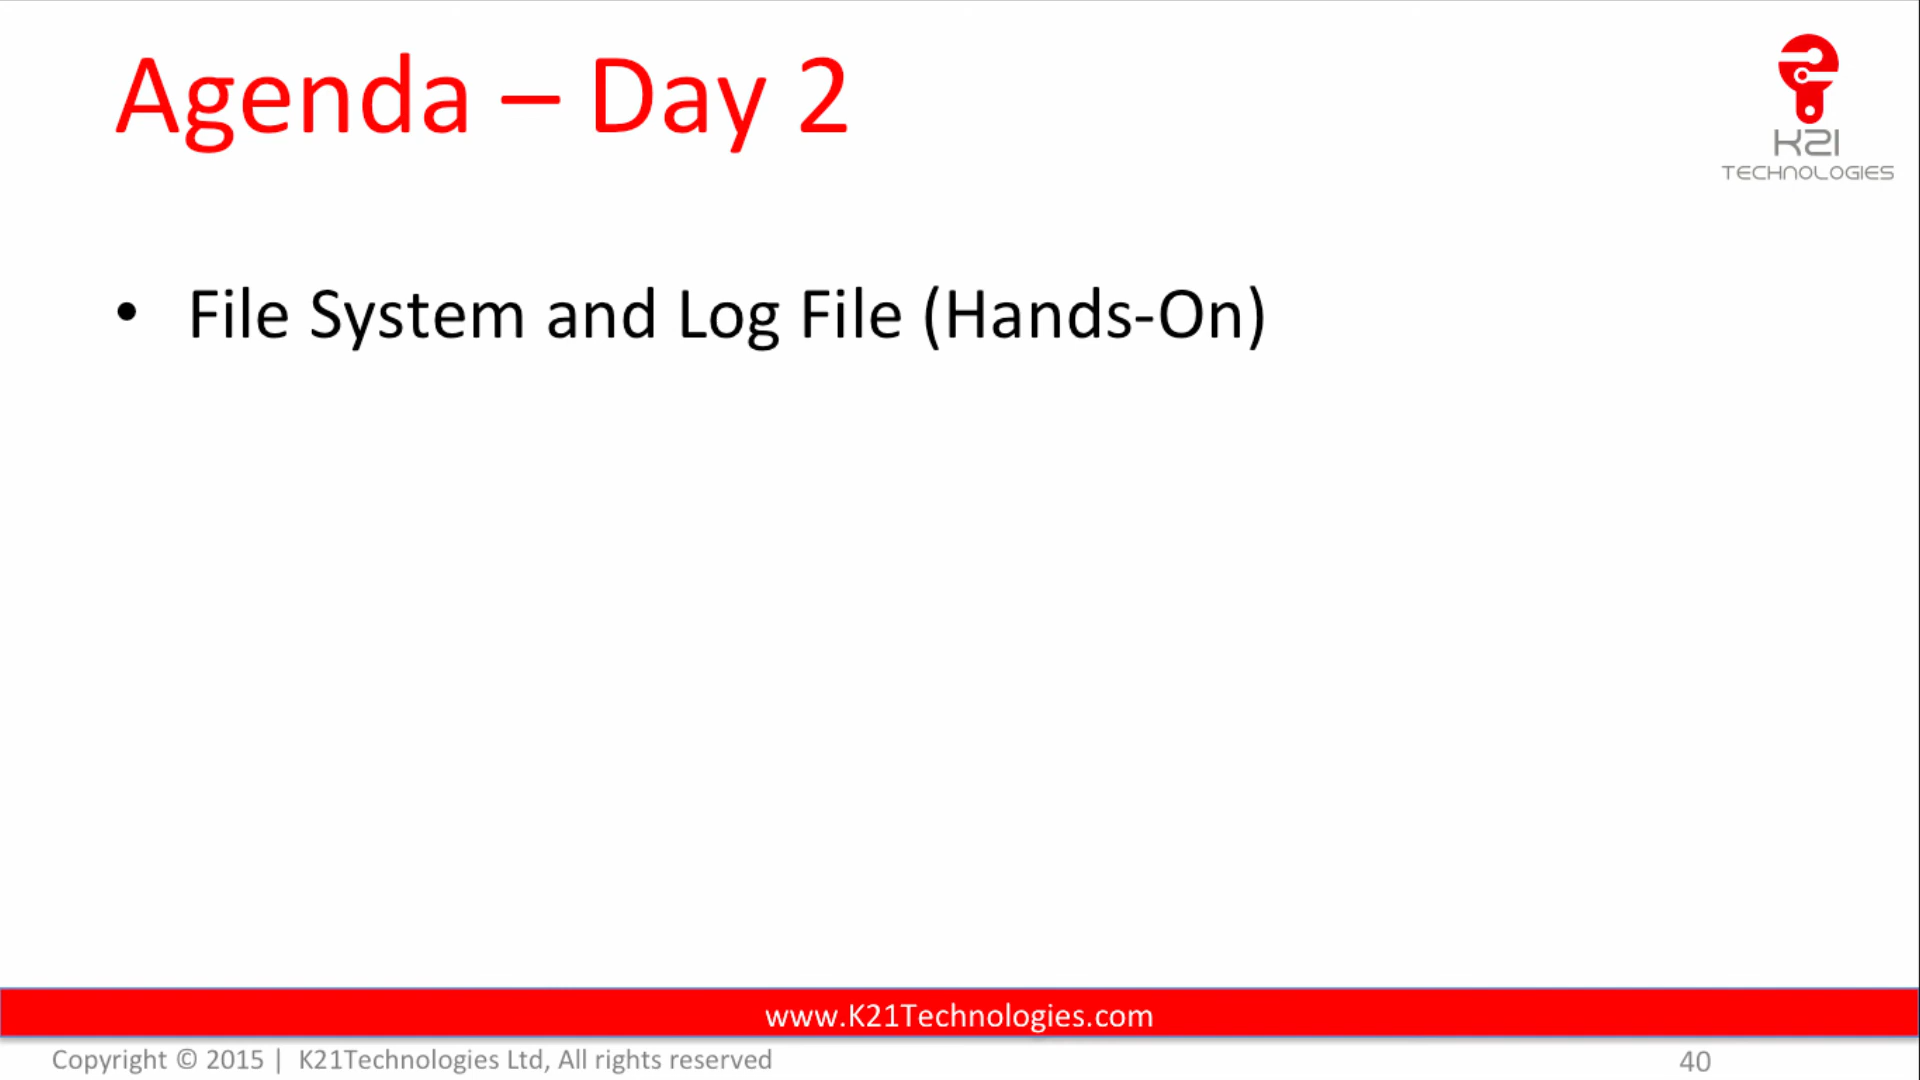 Agenda – Day 2
K21
TECHNOLOGIES
• File System and Log File (Hands-On)
www.K21Technologies.com
Copyright © 2015 | K21Technologies Ltd, All rights reserved
40